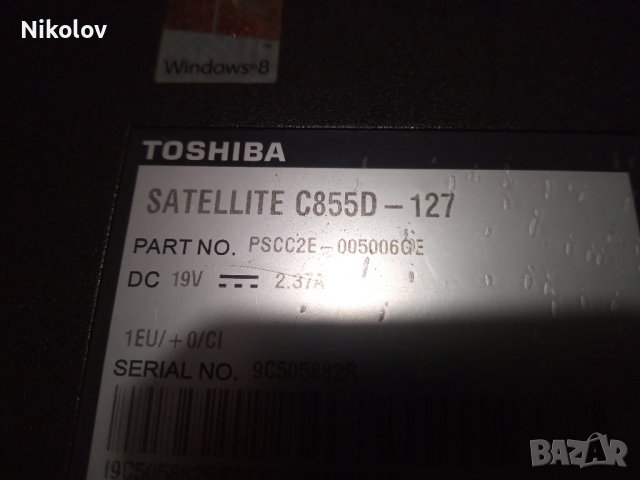 Nikolov
Windows 8
TOSHIBA
SATELLITE C855D-127
PART NO. PSCC2E-005006GE
DC 19V 2.37A
1EU/+0/CI
SERIAL NO. 9C505882R
BAZAR